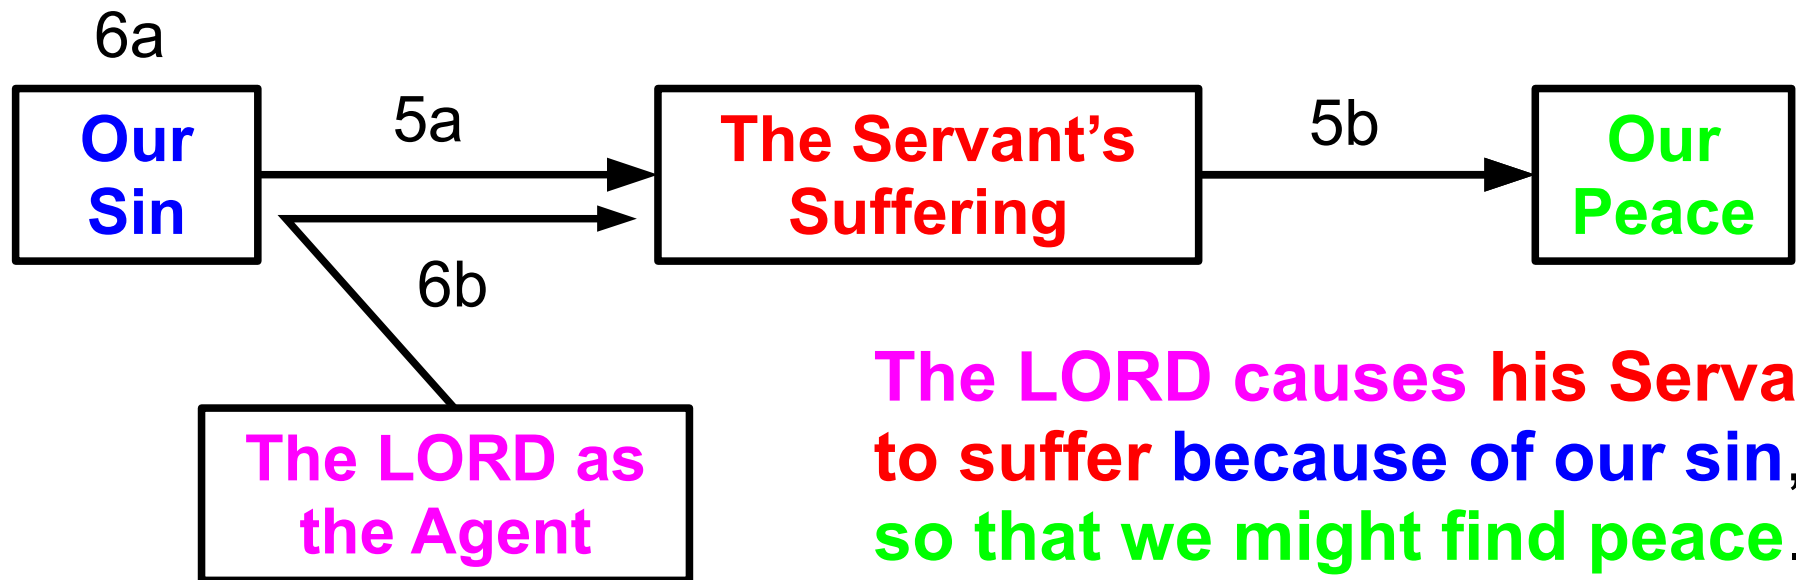 6a
Our
Sin
5a
The Servant’s
Suffering
5b
Our
Peace
6b
The LORD as
the Agent
The LORD causes his Serva
to suffer because of our sin,
so that we might find peace.